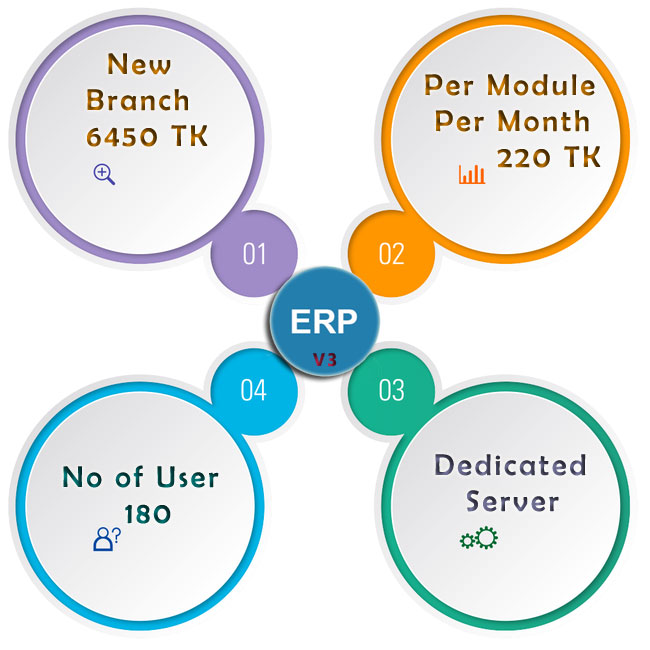 New
Branch
6450 TK
01
Per Module
Per Month
220 TK
02
ERP
V3
04
No of User
180
03
Dedicated
Server